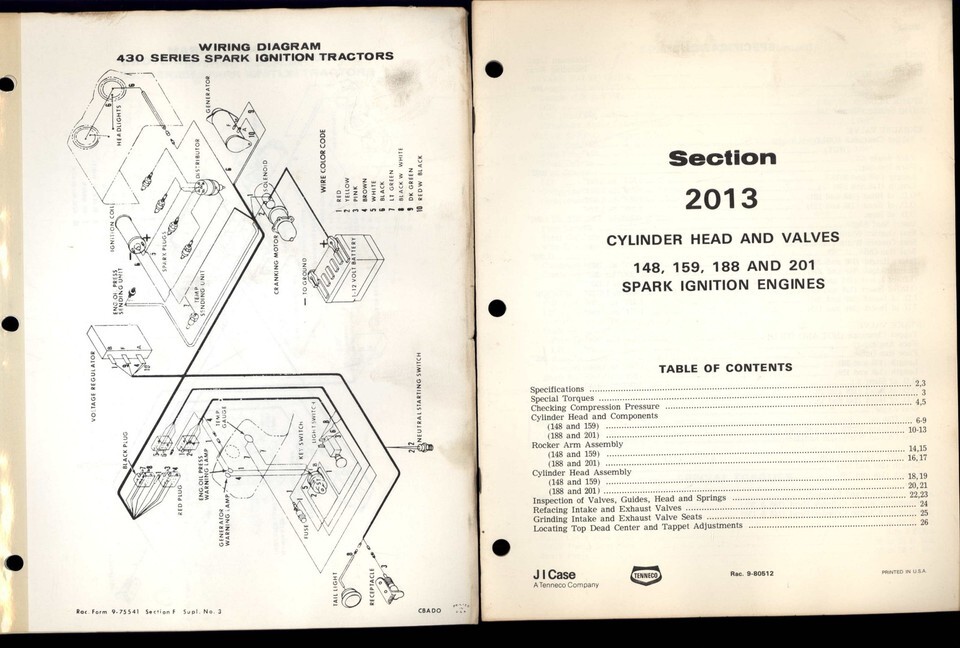 WIRING DIAGRAM
430 SERIES SPARK IGNITION TRACTORS
HEADLIGHTS
GENERATOR
DISTRIBUTOR
IGNITION COIL
SPARK PLUGS
ENG OIL PRESS
SENDING UNIT
TEMP
SENDING UNIT
SOLENOID
CRANKING MOTOR
TO GROUND
1-12 VOLT BATTERY
WIRE COLOR CODE
1 RED
2 YELLOW
3 PINK
4 BROWN
5 WHITE
6 BLACK
7 LT GREEN
8 BLACK W WHITE
9 DK GREEN
10 RED W BLACK
VOLTAGE REGULATOR
BLACK PLUG
RED PLUG
ENG OIL PRESS
WARNING LAMP
TEMP
GAUGE
GENERATOR
WARNING LAMP
KEY SWITCH
LIGHT SWITCH
FUSE
NEUTRAL STARTING SWITCH
TAIL LIGHT
RECEPTACLE
Rac. Form 9-75541 Section F Supl. No. 3
CBADO
Section
2013
CYLINDER HEAD AND VALVES
148, 159, 188 AND 201
SPARK IGNITION ENGINES
TABLE OF CONTENTS
Specifications 2,3
Special Torques 3
Checking Compression Pressure 4,5
Cylinder Head and Components
(148 and 159) 6-9
(188 and 201) 10-13
Rocker Arm Assembly
(148 and 159) 14,15
(188 and 201) 16,17
Cylinder Head Assembly
(148 and 159) 18,19
(188 and 201) 20,21
Inspection of Valves, Guides, Head and Springs 22,23
Refacing Intake and Exhaust Valves 24
Grinding Intake and Exhaust Valve Seats 25
Locating Top Dead Center and Tappet Adjustments 26
J I Case
A Tenneco Company
TENNECO
Rac. 9-80512
PRINTED IN U.S.A.